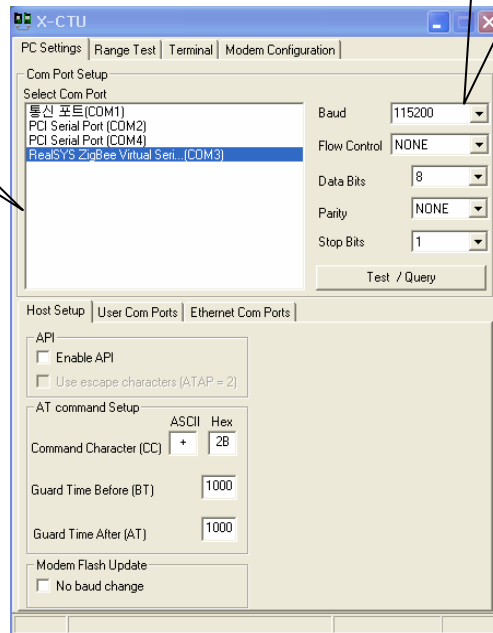 X-CTU
PC Settings Range Test Terminal Modem Configuration
Com Port Setup
Select Com Port
통신 포트(COM1)
PCI Serial Port (COM2)
PCI Serial Port (COM4)
RealSYS ZigBee Virtual Seri...(COM3)
Baud 115200
Flow Control NONE
Data Bits 8
Parity NONE
Stop Bits 1
Test / Query
Host Setup User Com Ports Ethernet Com Ports
API
Enable API
Use escape characters (ATAP = 2)
AT command Setup
ASCII Hex
Command Character (CC) + 2B
Guard Time Before (BT) 1000
Guard Time After (AT) 1000
Modem Flash Update
No baud change